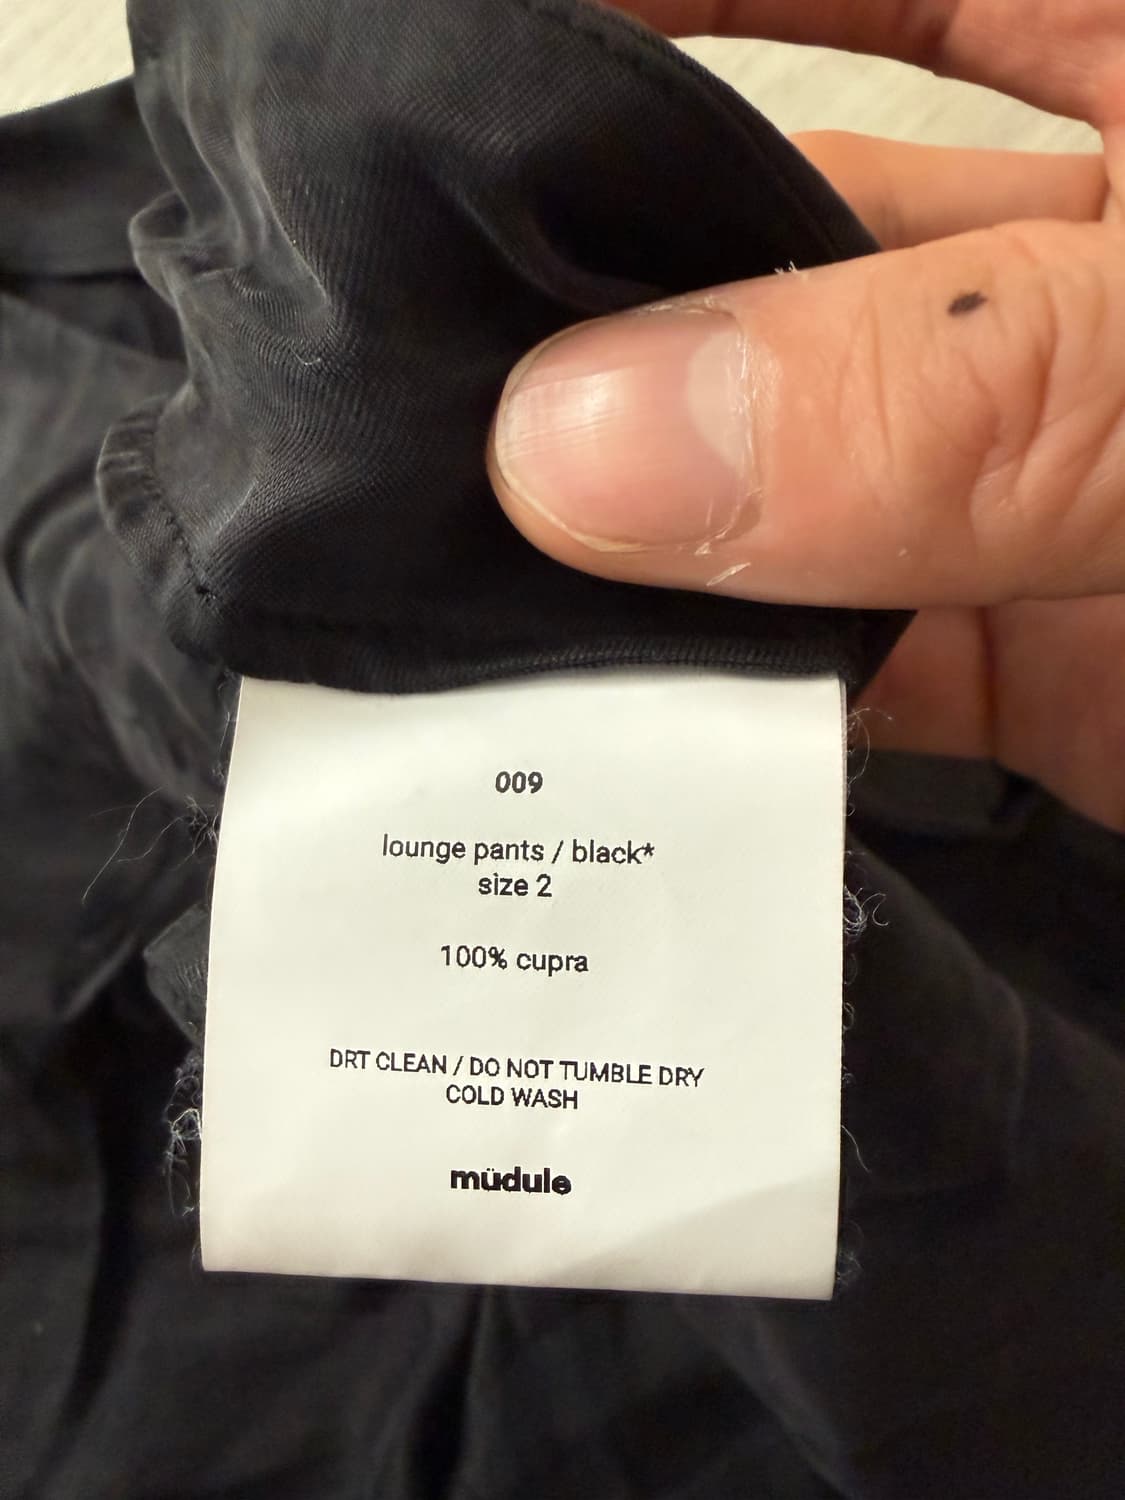 009
lounge pants / black*
size 2
100% cupra
DRT CLEAN / DO NOT TUMBLE DRY
COLD WASH
müdule